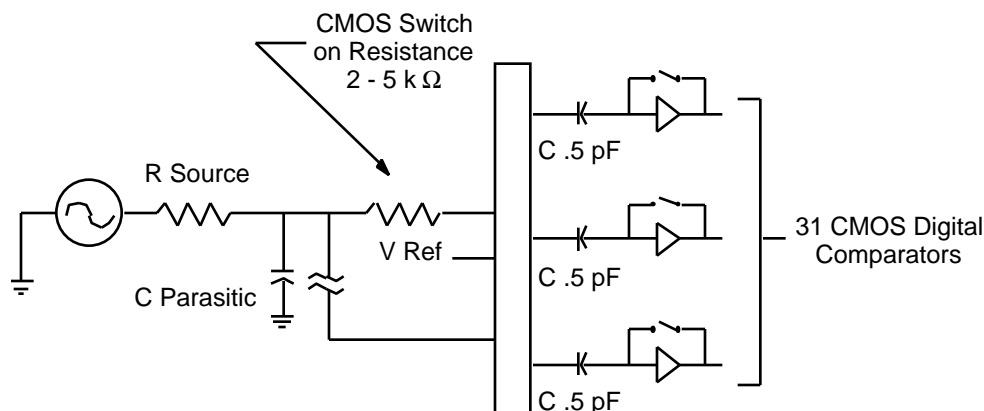 CMOS Switch
on Resistance
2 - 5 k Ω
R Source
C Parasitic
V Ref
C .5 pF
C .5 pF
C .5 pF
31 CMOS Digital
Comparators